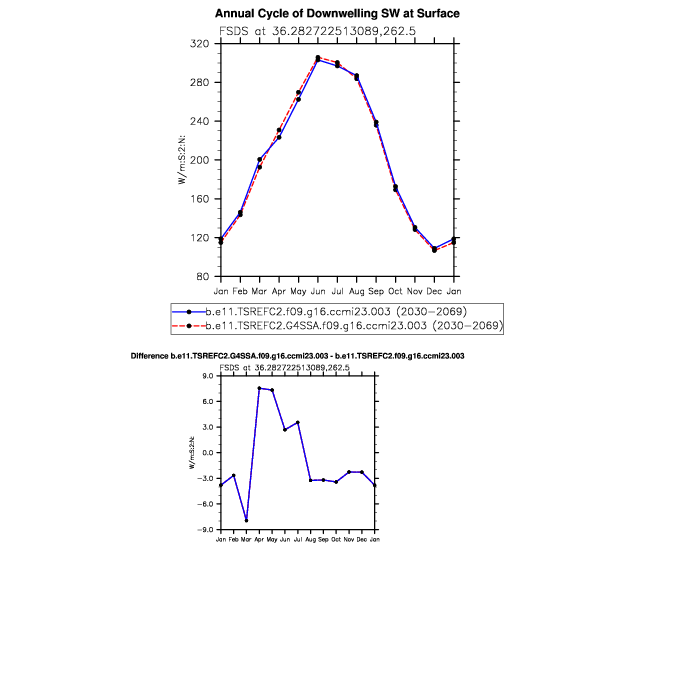 Annual Cycle of Downwelling SW at Surface
FSDS at 36.282722513089,262.5
320
280
240
200
160
120
80
W/m:S:2:N:
Jan Feb Mar Apr May Jun Jul Aug Sep Oct Nov Dec Jan
b.e11.TSREFC2.f09.g16.ccmi23.003 (2030-2069)
b.e11.TSREFC2.G4SSA.f09.g16.ccmi23.003 (2030-2069)
Difference b.e11.TSREFC2.G4SSA.f09.g16.ccmi23.003 - b.e11.TSREFC2.f09.g16.ccmi23.003
FSDS at 36.282722513089,262.5
9.0
6.0
3.0
0.0
-3.0
-6.0
-9.0
W/m:S:2:N:
Jan Feb Mar Apr May Jun Jul Aug Sep Oct Nov Dec Jan